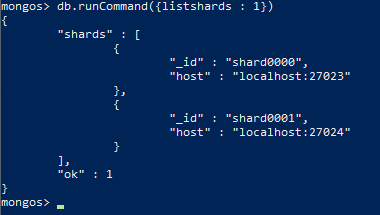 mongos> db.runCommand({listshards : 1})
{
        "shards" : [
                {
                        "_id" : "shard0000",
                        "host" : "localhost:27023"
                },
                {
                        "_id" : "shard0001",
                        "host" : "localhost:27024"
                }
        ],
        "ok" : 1
}
mongos>